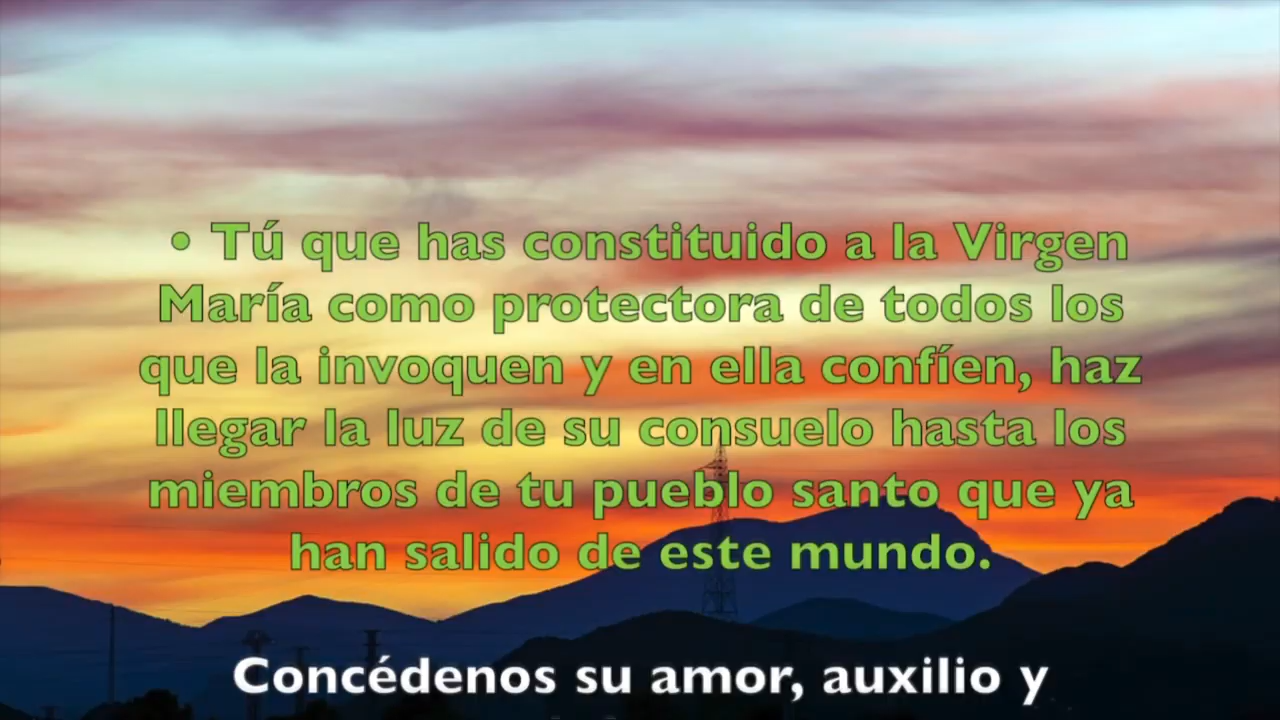 • Tú que has constituido a la Virgen
María como protectora de todos los
que la invoquen y en ella confíen, haz
llegar la luz de su consuelo hasta los
miembros de tu pueblo santo que ya
han salido de este mundo.
Concédenos su amor, auxilio y